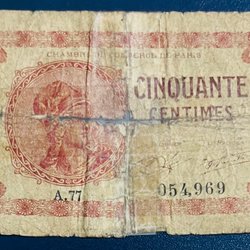 CHAMBRE DE COMMERCE DE PARIS
CINQUANTE
CENTIMES
A.77
054,969